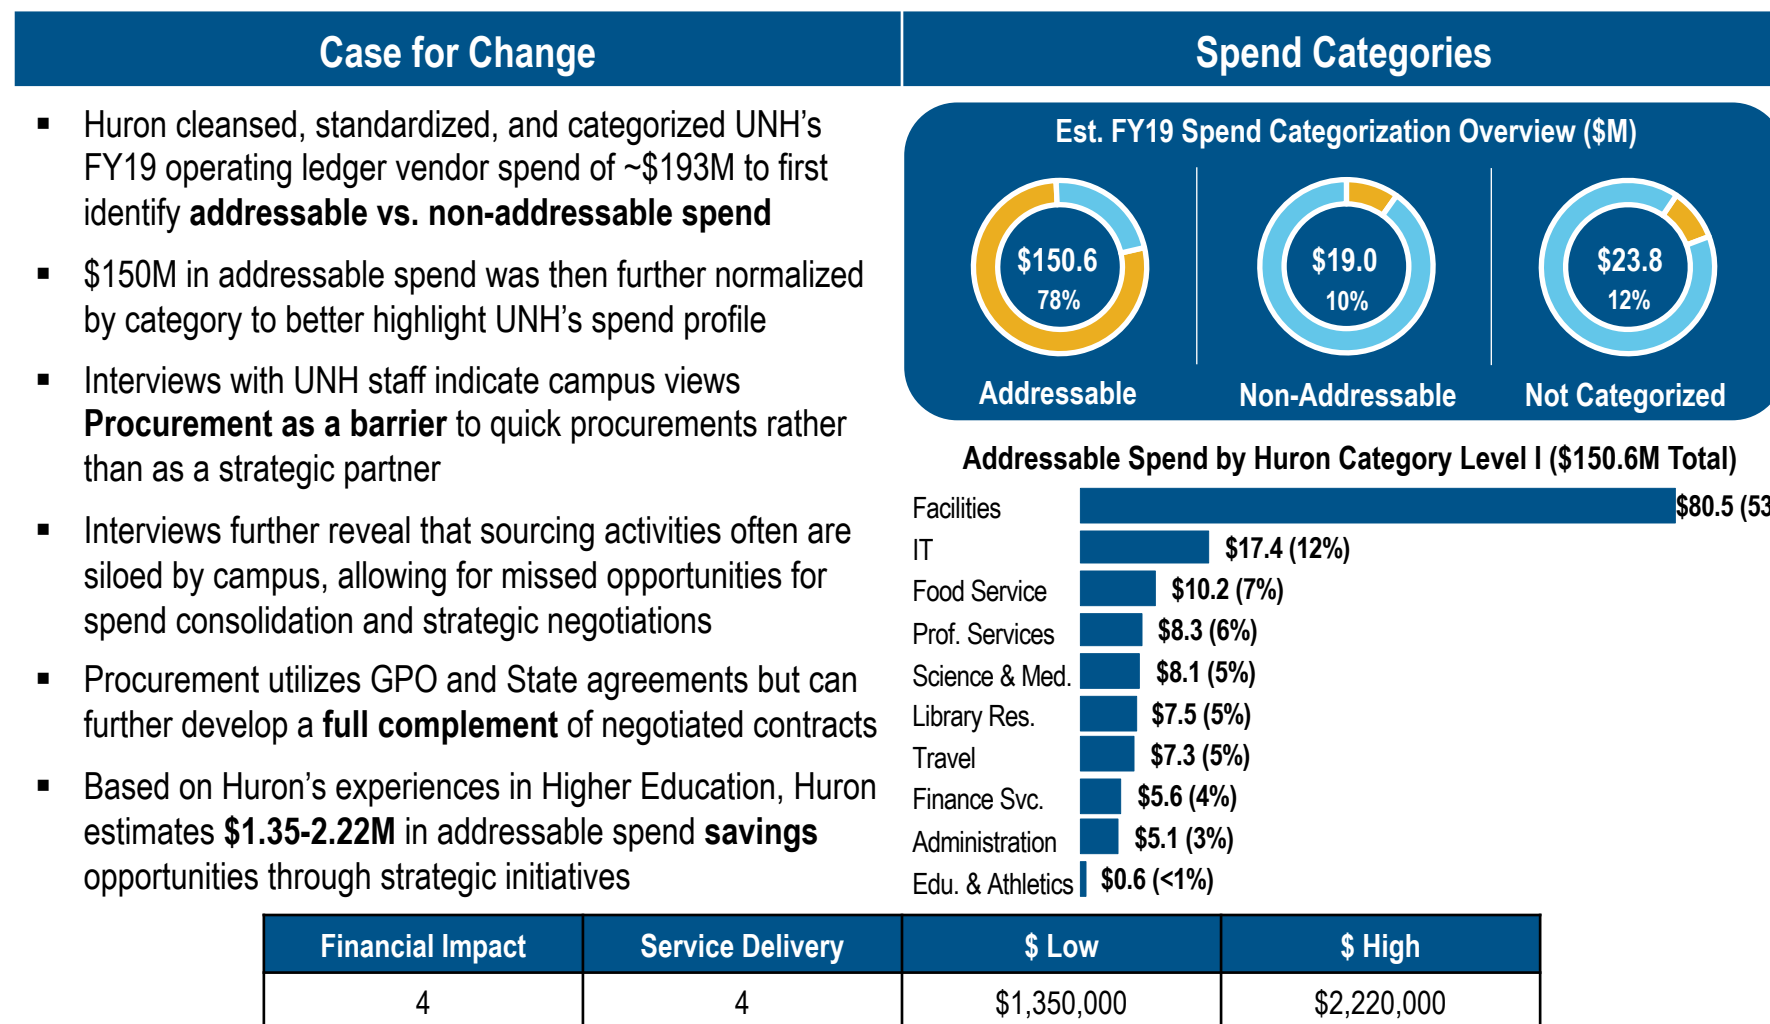 Case for Change
▪ Huron cleansed, standardized, and categorized UNH’s
FY19 operating ledger vendor spend of ~$193M to first
identify addressable vs. non-addressable spend
▪ $150M in addressable spend was then further normalized
by category to better highlight UNH’s spend profile
▪ Interviews with UNH staff indicate campus views
Procurement as a barrier to quick procurements rather
than as a strategic partner
▪ Interviews further reveal that sourcing activities often are
siloed by campus, allowing for missed opportunities for
spend consolidation and strategic negotiations
▪ Procurement utilizes GPO and State agreements but can
further develop a full complement of negotiated contracts
▪ Based on Huron’s experiences in Higher Education, Huron
estimates $1.35-2.22M in addressable spend savings
opportunities through strategic initiatives
Spend Categories
Est. FY19 Spend Categorization Overview ($M)
$150.6
78%
Addressable
$19.0
10%
Non-Addressable
$23.8
12%
Not Categorized
Addressable Spend by Huron Category Level I ($150.6M Total)
Facilities $80.5 (53
IT $17.4 (12%)
Food Service $10.2 (7%)
Prof. Services $8.3 (6%)
Science & Med. $8.1 (5%)
Library Res. $7.5 (5%)
Travel $7.3 (5%)
Finance Svc. $5.6 (4%)
Administration $5.1 (3%)
Edu. & Athletics $0.6 (<1%)
Financial Impact Service Delivery $ Low $ High
4 4 $1,350,000 $2,220,000